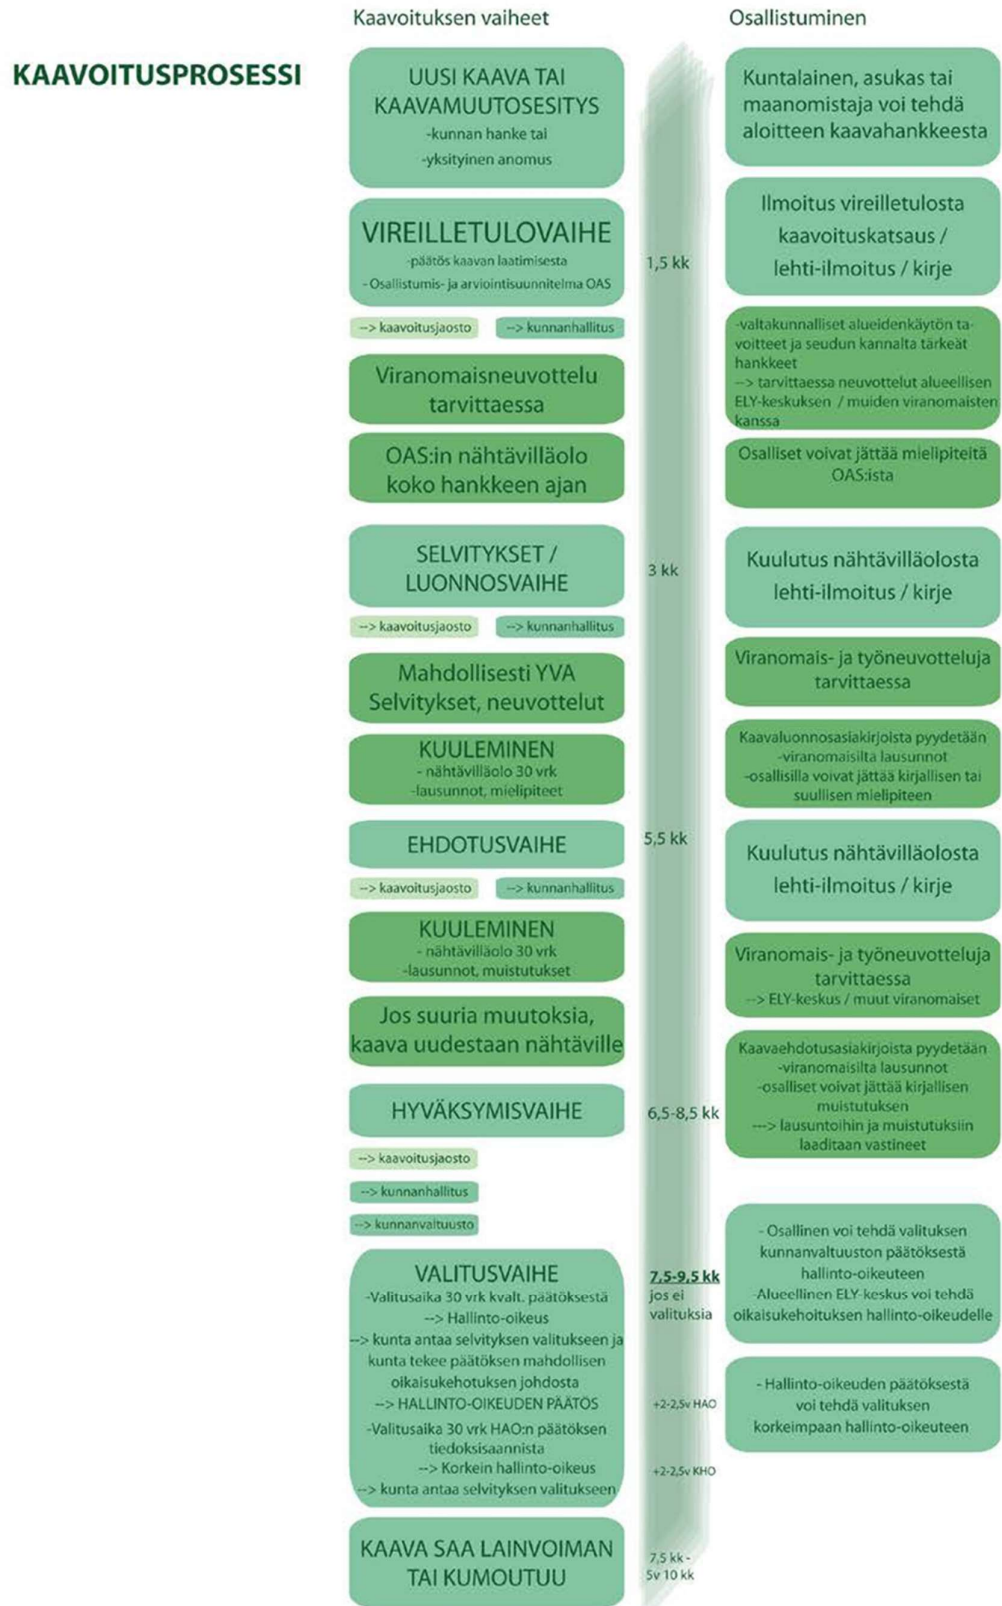 Kaavoituksen vaiheet
Osallistuminen
KAAVOITUSPROSESSI
UUSI KAAVA TAI
KAAVAMUUTOSESITYS
-kunnan hanke tai
-yksityinen anomus
Kuntalainen, asukas tai
maanomistaja voi tehdä
aloitteen kaavahankkeesta
VIREILLETULOVAIHE
-päätös kaavan laatimisesta
- Osallistumis- ja arviointisuunnitelma OAS
1,5 kk
Ilmoitus vireilletulosta
kaavoituskatsaus /
lehti-ilmoitus / kirje
--> kaavoitusjaosto
--> kunnanhallitus
Viranomaisneuvottelu
tarvittaessa
-valtakunnalliset alueidenkäytön ta-
voitteet ja seudun kannalta tärkeät
hankkeet
--> tarvittaessa neuvottelut alueellisen
ELY-keskuksen / muiden viranomaisten
kanssa
OAS:in nähtävilläolo
koko hankkeen ajan
Osalliset voivat jättää mielipiteitä
OAS:ista
SELVITYKSET /
LUONNOSVAIHE
3 kk
Kuulutus nähtävilläolosta
lehti-ilmoitus / kirje
--> kaavoitusjaosto
--> kunnanhallitus
Mahdollisesti YVA
Selvitykset, neuvottelut
Viranomais- ja työneuvotteluja
tarvittaessa
KUULEMINEN
- nähtävilläolo 30 vrk
-lausunnot, mielipiteet
Kaavaluonnosasiakirjoista pyydetään
-viranomaisilta lausunnot
-osallisilla voivat jättää kirjallisen tai
suullisen mielipiteen
EHDOTUSVAIHE
5,5 kk
Kuulutus nähtävilläolosta
lehti-ilmoitus / kirje
--> kaavoitusjaosto
--> kunnanhallitus
KUULEMINEN
- nähtävilläolo 30 vrk
-lausunnot, muistutukset
Viranomais- ja työneuvotteluja
tarvittaessa
--> ELY-keskus / muut viranomaiset
Jos suuria muutoksia,
kaava uudestaan nähtäville
Kaavaehdotusasiakirjoista pyydetään
-viranomaisilta lausunnot
-osalliset voivat jättää kirjallisen
muistutuksen
---> lausuntoihin ja muistutuksiin
laaditaan vastineet
HYVÄKSYMISVAIHE
6,5-8,5 kk
--> kaavoitusjaosto
--> kunnanhallitus
--> kunnanvaltuusto
VALITUSVAIHE
-Valitusaika 30 vrk kvalt. päätöksestä
--> Hallinto-oikeus
--> kunta antaa selvityksen valitukseen ja
kunta tekee päätöksen mahdollisen
oikaisukehotuksen johdosta
--> HALLINTO-OIKEUDEN PÄÄTÖS
-Valitusaika 30 vrk HAO:n päätöksen
tiedoksisaannista
--> Korkein hallinto-oikeus
--> kunta antaa selvityksen valitukseen
7,5-9,5 kk
jos ei
valituksia
+2-2,5v HAO
+2-2,5v KHO
- Osallinen voi tehdä valituksen
kunnanvaltuuston päätöksestä
hallinto-oikeuteen
-Alueellinen ELY-keskus voi tehdä
oikaisukehoituksen hallinto-oikeudelle
- Hallinto-oikeuden päätöksestä
voi tehdä valituksen
korkeimpaan hallinto-oikeuteen
KAAVA SAA LAINVOIMAN
TAI KUMOUTUU
7,5 kk -
5v 10 kk